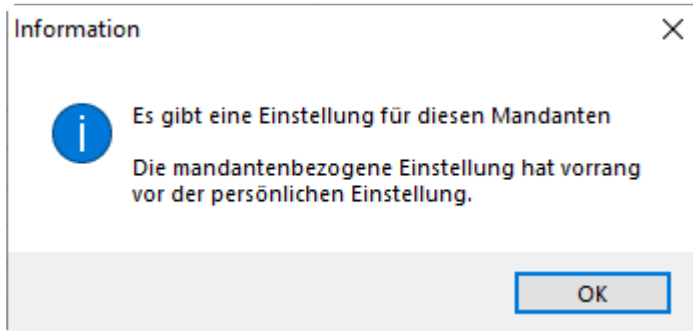 Information
Es gibt eine Einstellung für diesen Mandanten
Die mandantenbezogene Einstellung hat vorrang
vor der persönlichen Einstellung.
OK